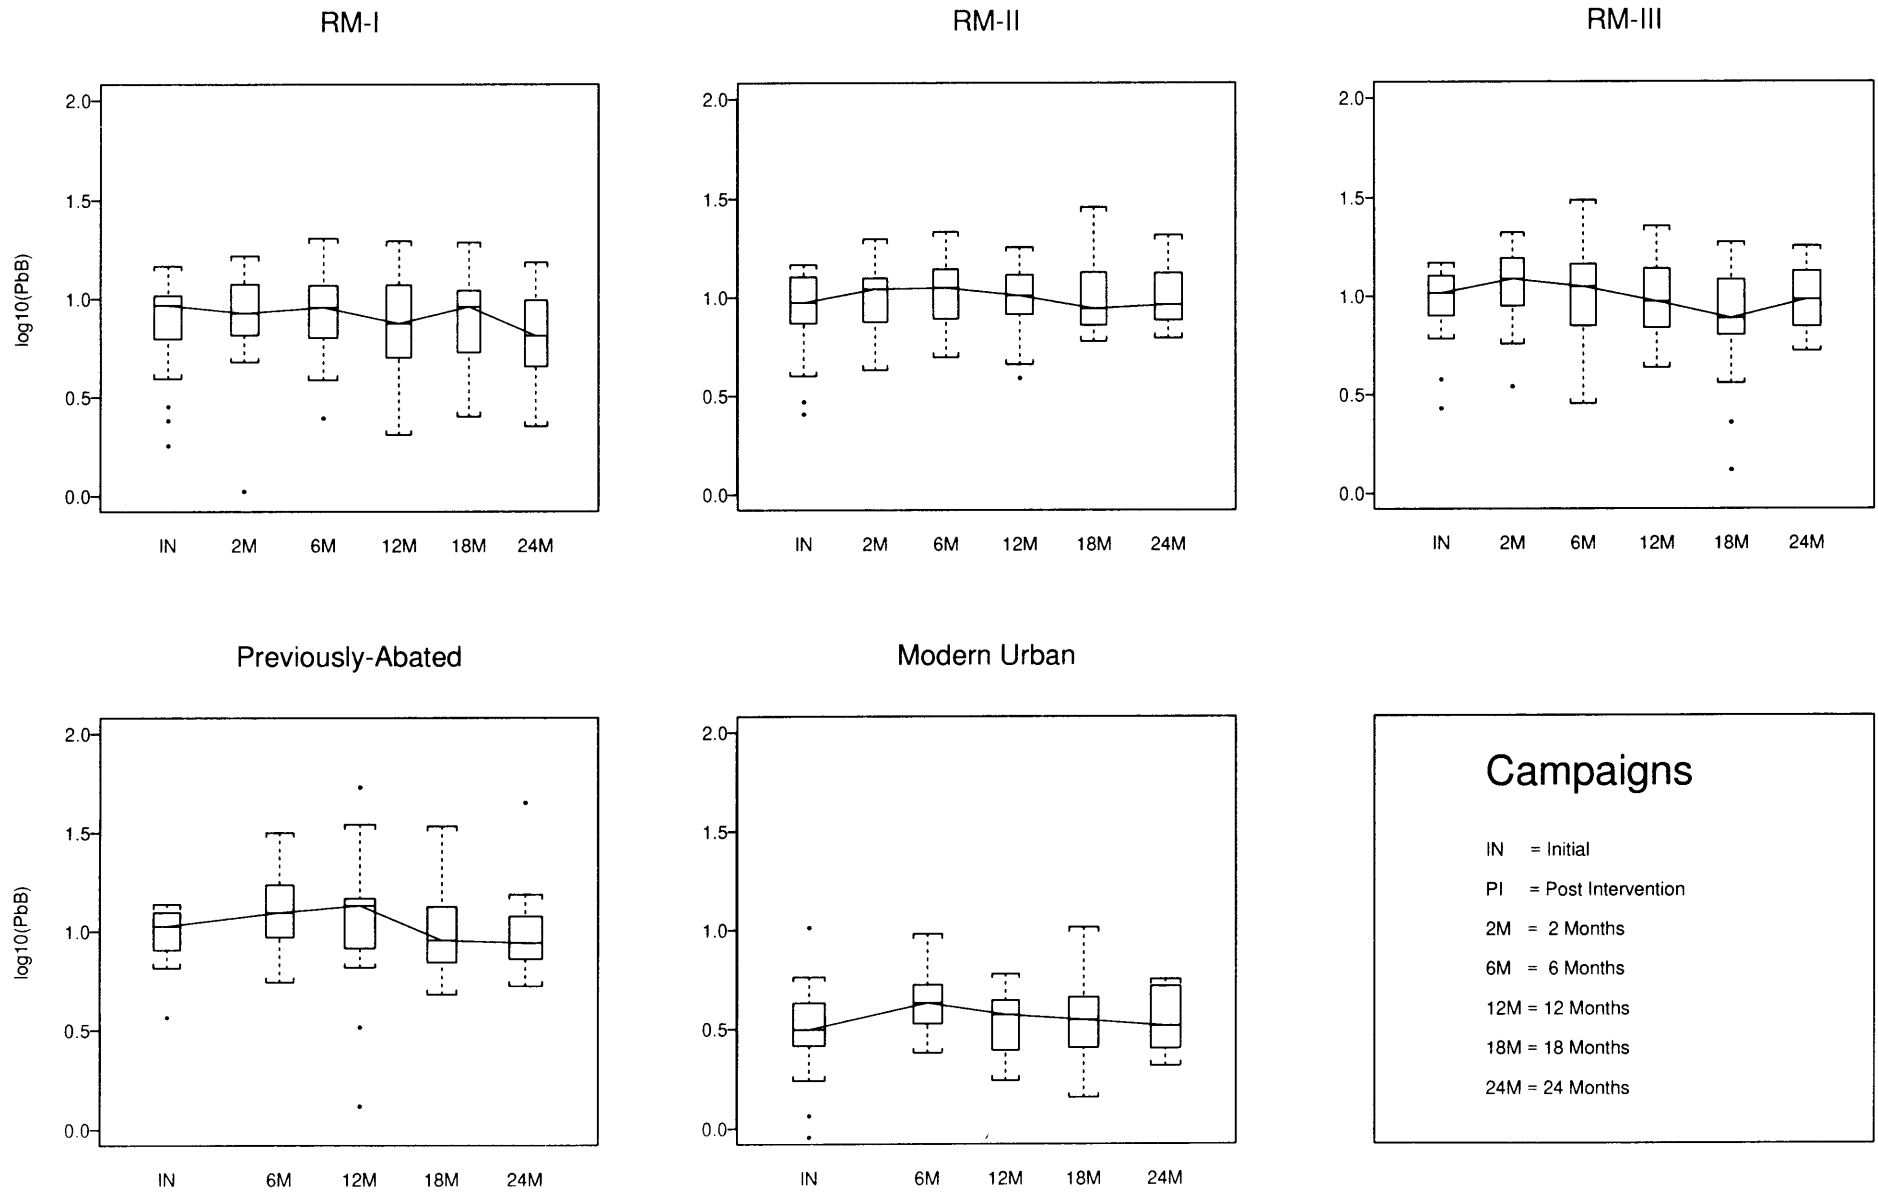 RM-I
RM-II
RM-III
log10(PbB)
2.0
1.5
1.0
0.5
0.0
IN 2M 6M 12M 18M 24M
2.0
1.5
1.0
0.5
0.0
IN 2M 6M 12M 18M 24M
2.0
1.5
1.0
0.5
0.0
IN 2M 6M 12M 18M 24M
Previously-Abated
Modern Urban
log10(PbB)
2.0
1.5
1.0
0.5
0.0
IN 6M 12M 18M 24M
2.0
1.5
1.0
0.5
0.0
IN 6M 12M 18M 24M
Campaigns
IN = Initial
PI = Post Intervention
2M = 2 Months
6M = 6 Months
12M = 12 Months
18M = 18 Months
24M = 24 Months